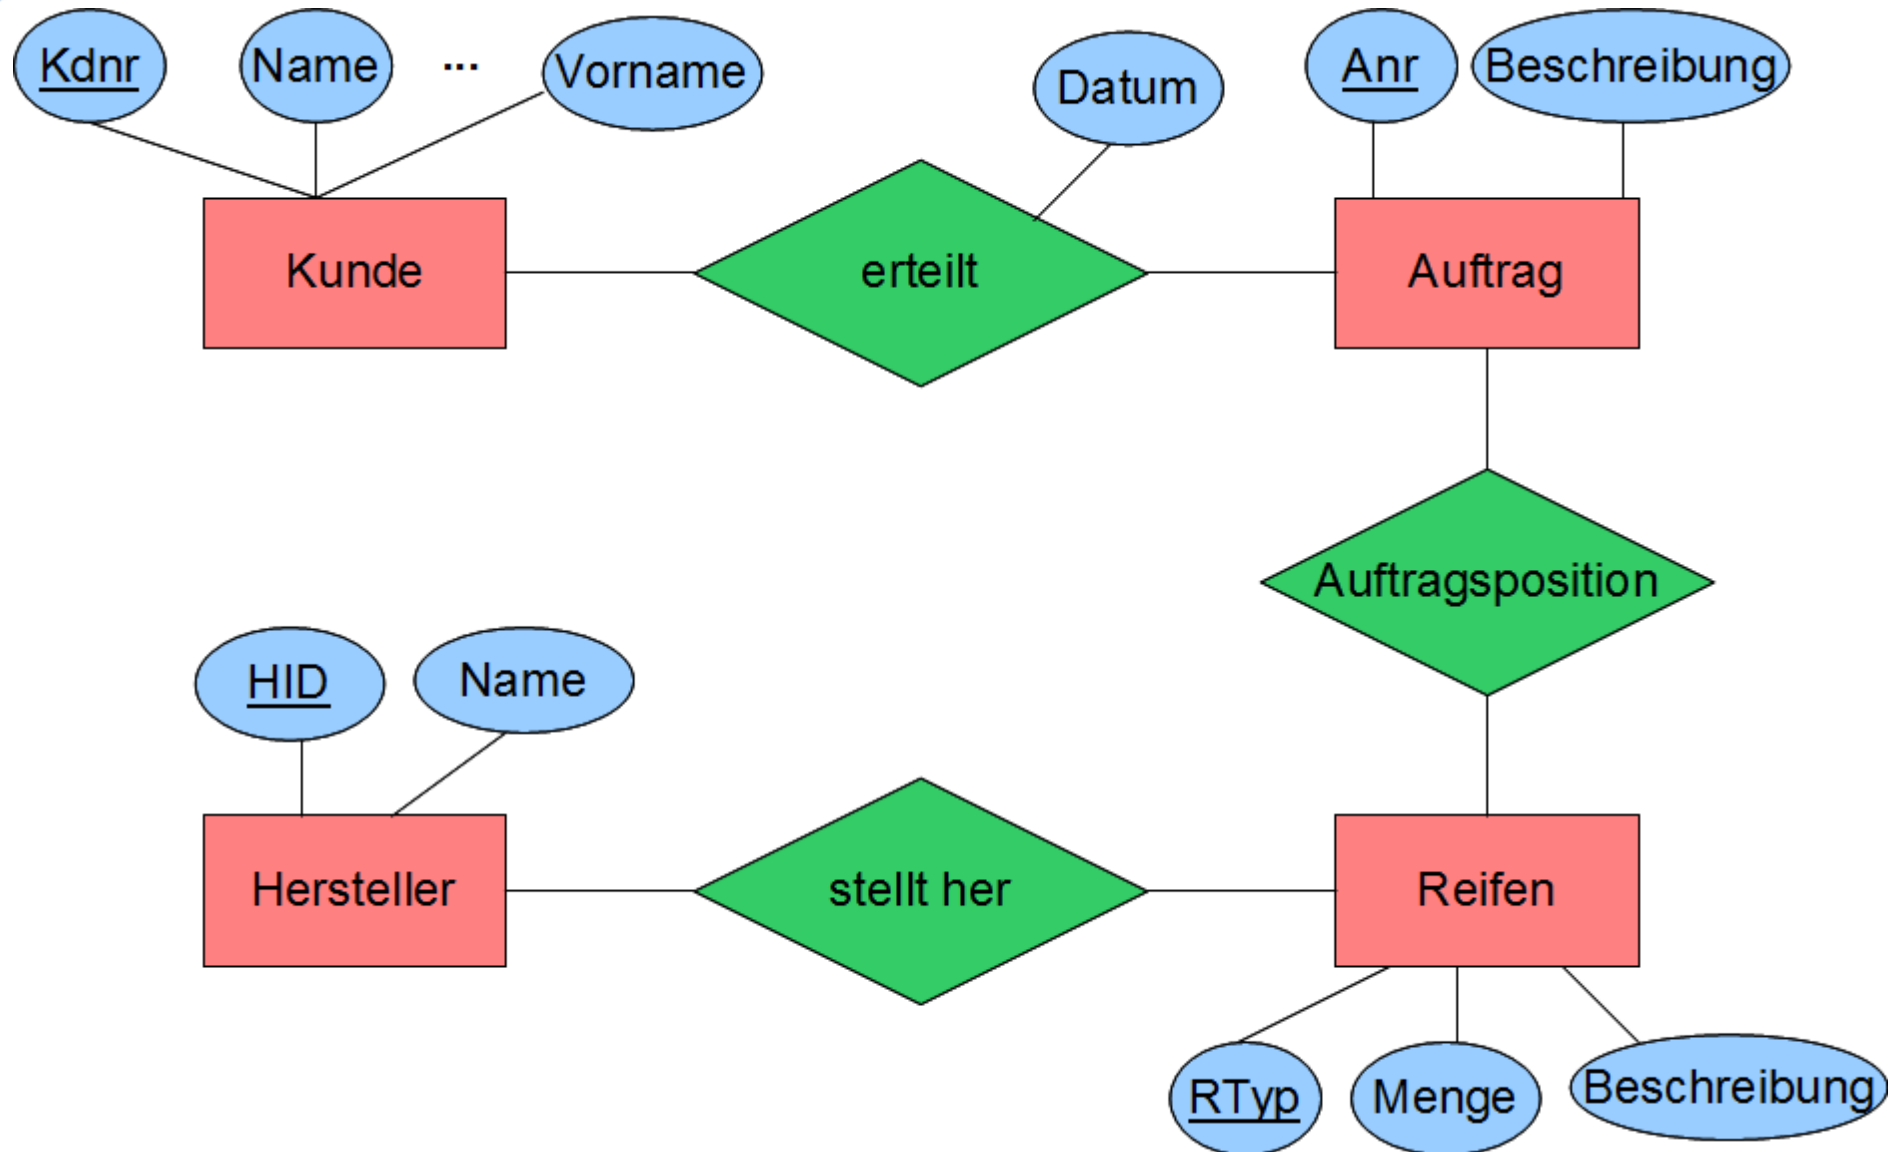 Kdnr
Name
...
Vorname
Datum
Anr
Beschreibung
Kunde
erteilt
Auftrag
Auftragsposition
HID
Name
Hersteller
stellt her
Reifen
RTyp
Menge
Beschreibung